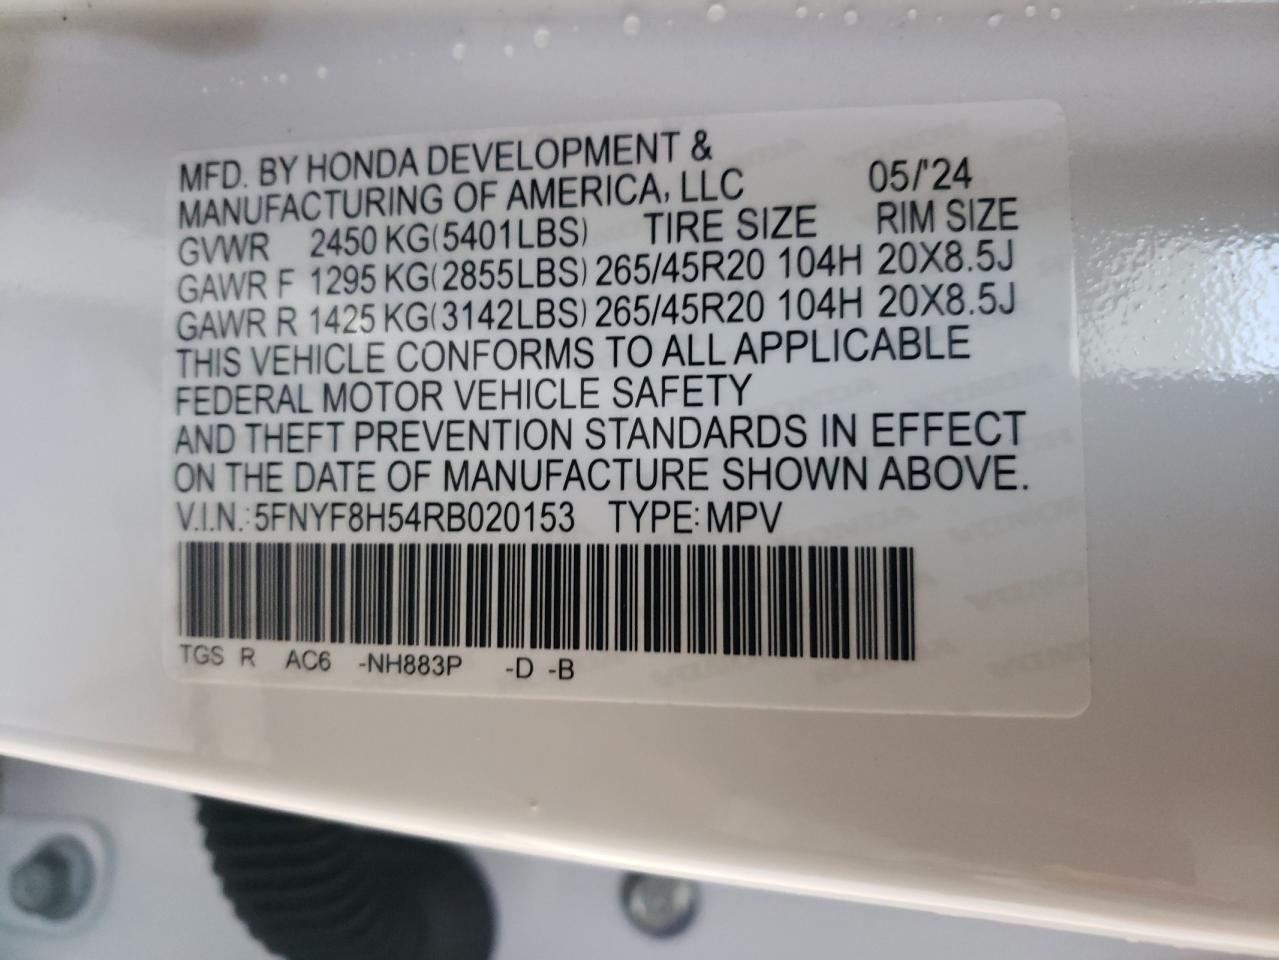 MFD. BY HONDA DEVELOPMENT &
MANUFACTURING OF AMERICA, LLC 05/'24
GVWR 2450 KG(5401LBS) TIRE SIZE RIM SIZE
GAWR F 1295 KG(2855LBS) 265/45R20 104H 20X8.5J
GAWR R 1425 KG(3142LBS) 265/45R20 104H 20X8.5J
THIS VEHICLE CONFORMS TO ALL APPLICABLE
FEDERAL MOTOR VEHICLE SAFETY
AND THEFT PREVENTION STANDARDS IN EFFECT
ON THE DATE OF MANUFACTURE SHOWN ABOVE.
V.I.N.: 5FNYF8H54RB020153 TYPE: MPV
TGS R AC6 -NH883P -D -B